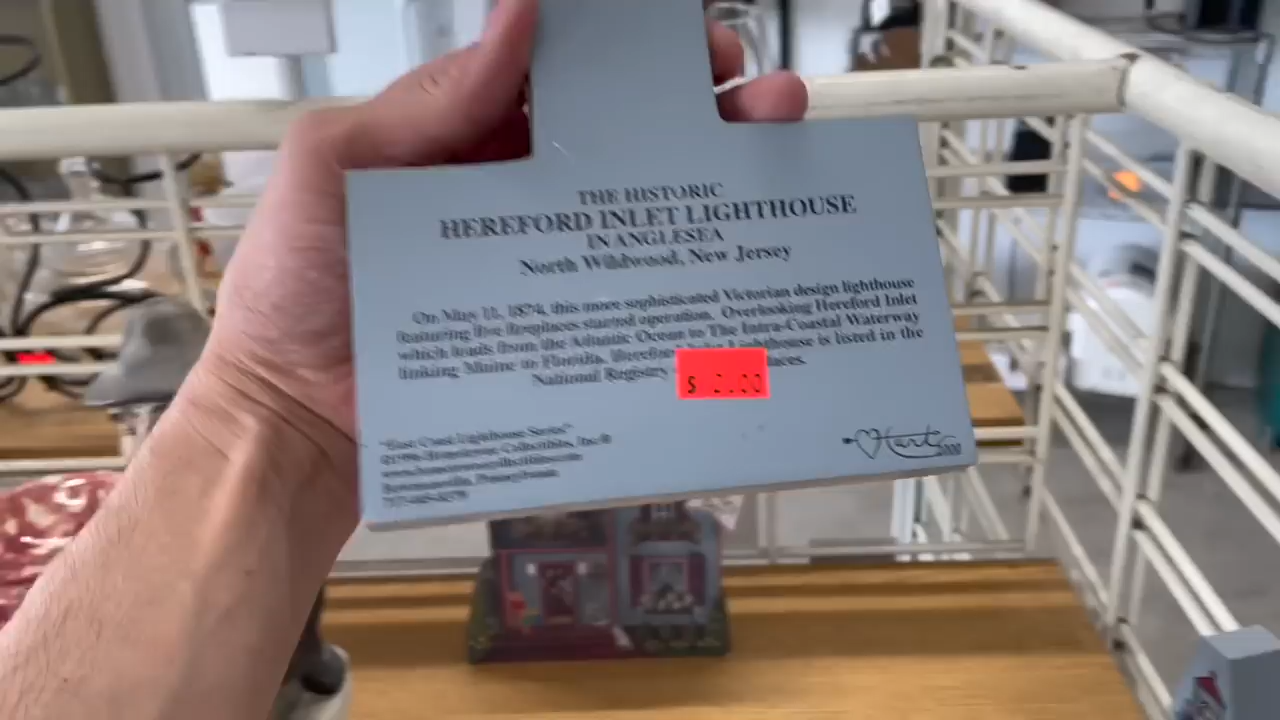 THE HISTORIC
HEREFORD INLET LIGHTHOUSE
IN ANGLESEA
North Wildwood, New Jersey
On May 11, 1874, this more sophisticated Victorian design lighthouse
featuring five fireplaces started operation. Overlooking Hereford Inlet
which leads from the Atlantic Ocean to The Intra-Coastal Waterway
linking Maine to Florida. Hereford Lighthouse is listed in the
National Registry
"East Coast Lighthouse Series"
Hart 2000